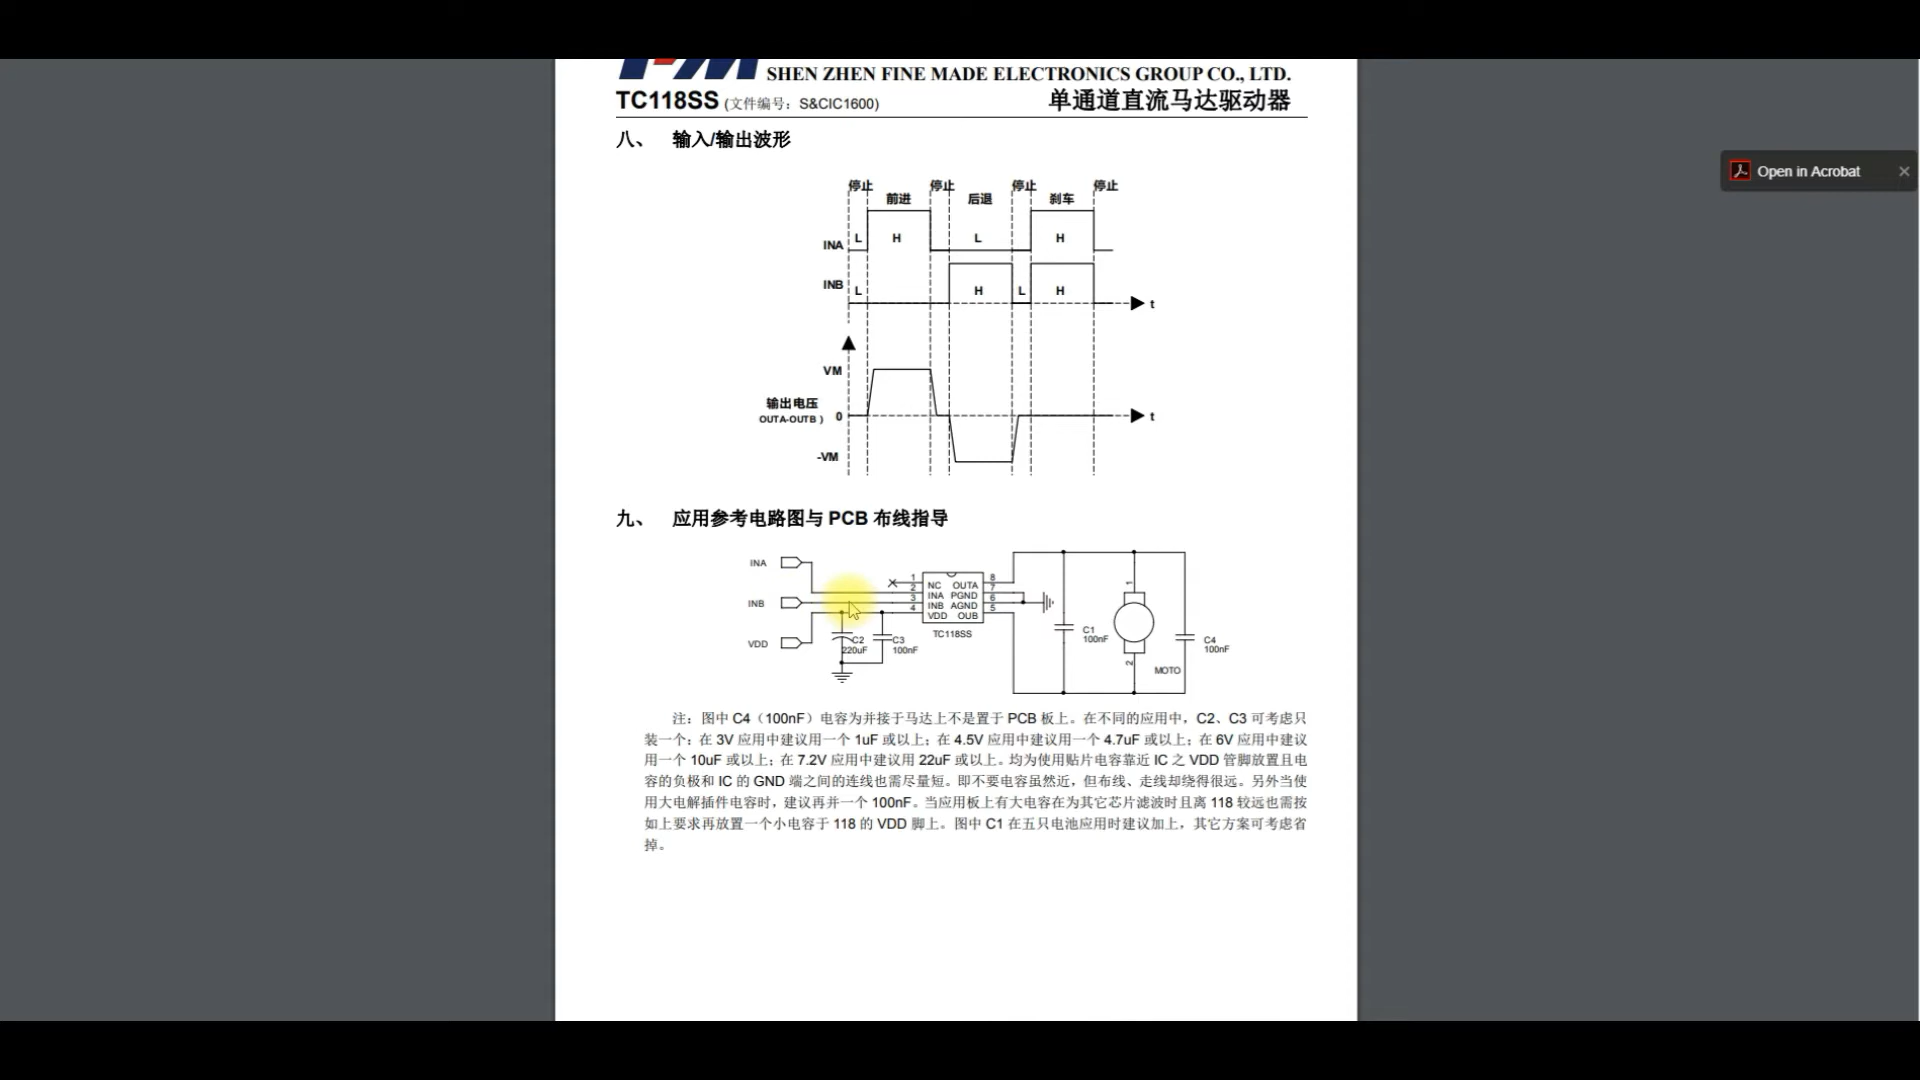 SHEN ZHEN FINE MADE ELECTRONICS GROUP CO., LTD.
TC118SS (文件编号：S&CIC1600) 单通道直流马达驱动器
Open in Acrobat
八、 输入/输出波形
停止 停止 停止 停止
前进 后退 刹车
INA L H L H
INB L H L H
t
VM
输出电压
OUTA-OUTB ) 0 t
-VM
九、 应用参考电路图与 PCB 布线指导
INA
INB
VDD
1 NC OUTA 8
2 INA PGND 7
3 INB AGND 6
4 VDD OUB 5
TC118SS
C2
220uF
C3
100nF
C1
100nF
1
2
MOTO
C4
100nF
注：图中 C4（100nF）电容为并接于马达上不是置于 PCB 板上。在不同的应用中，C2、C3 可考虑只
装一个：在 3V 应用中建议用一个 1uF 或以上；在 4.5V 应用中建议用一个 4.7uF 或以上；在 6V 应用中建议
用一个 10uF 或以上；在 7.2V 应用中建议用 22uF 或以上。均为使用贴片电容靠近 IC 之 VDD 管脚放置且电
容的负极和 IC 的 GND 端之间的连线也需尽量短。即不要电容虽然近，但布线、走线却绕得很远。另外当使
用大电解插件电容时，建议再并一个 100nF。当应用板上有大电容在为其它芯片滤波时且离 118 较远也需按
如上要求再放置一个小电容于 118 的 VDD 脚上。图中 C1 在五只电池应用时建议加上，其它方案可考虑省
掉。